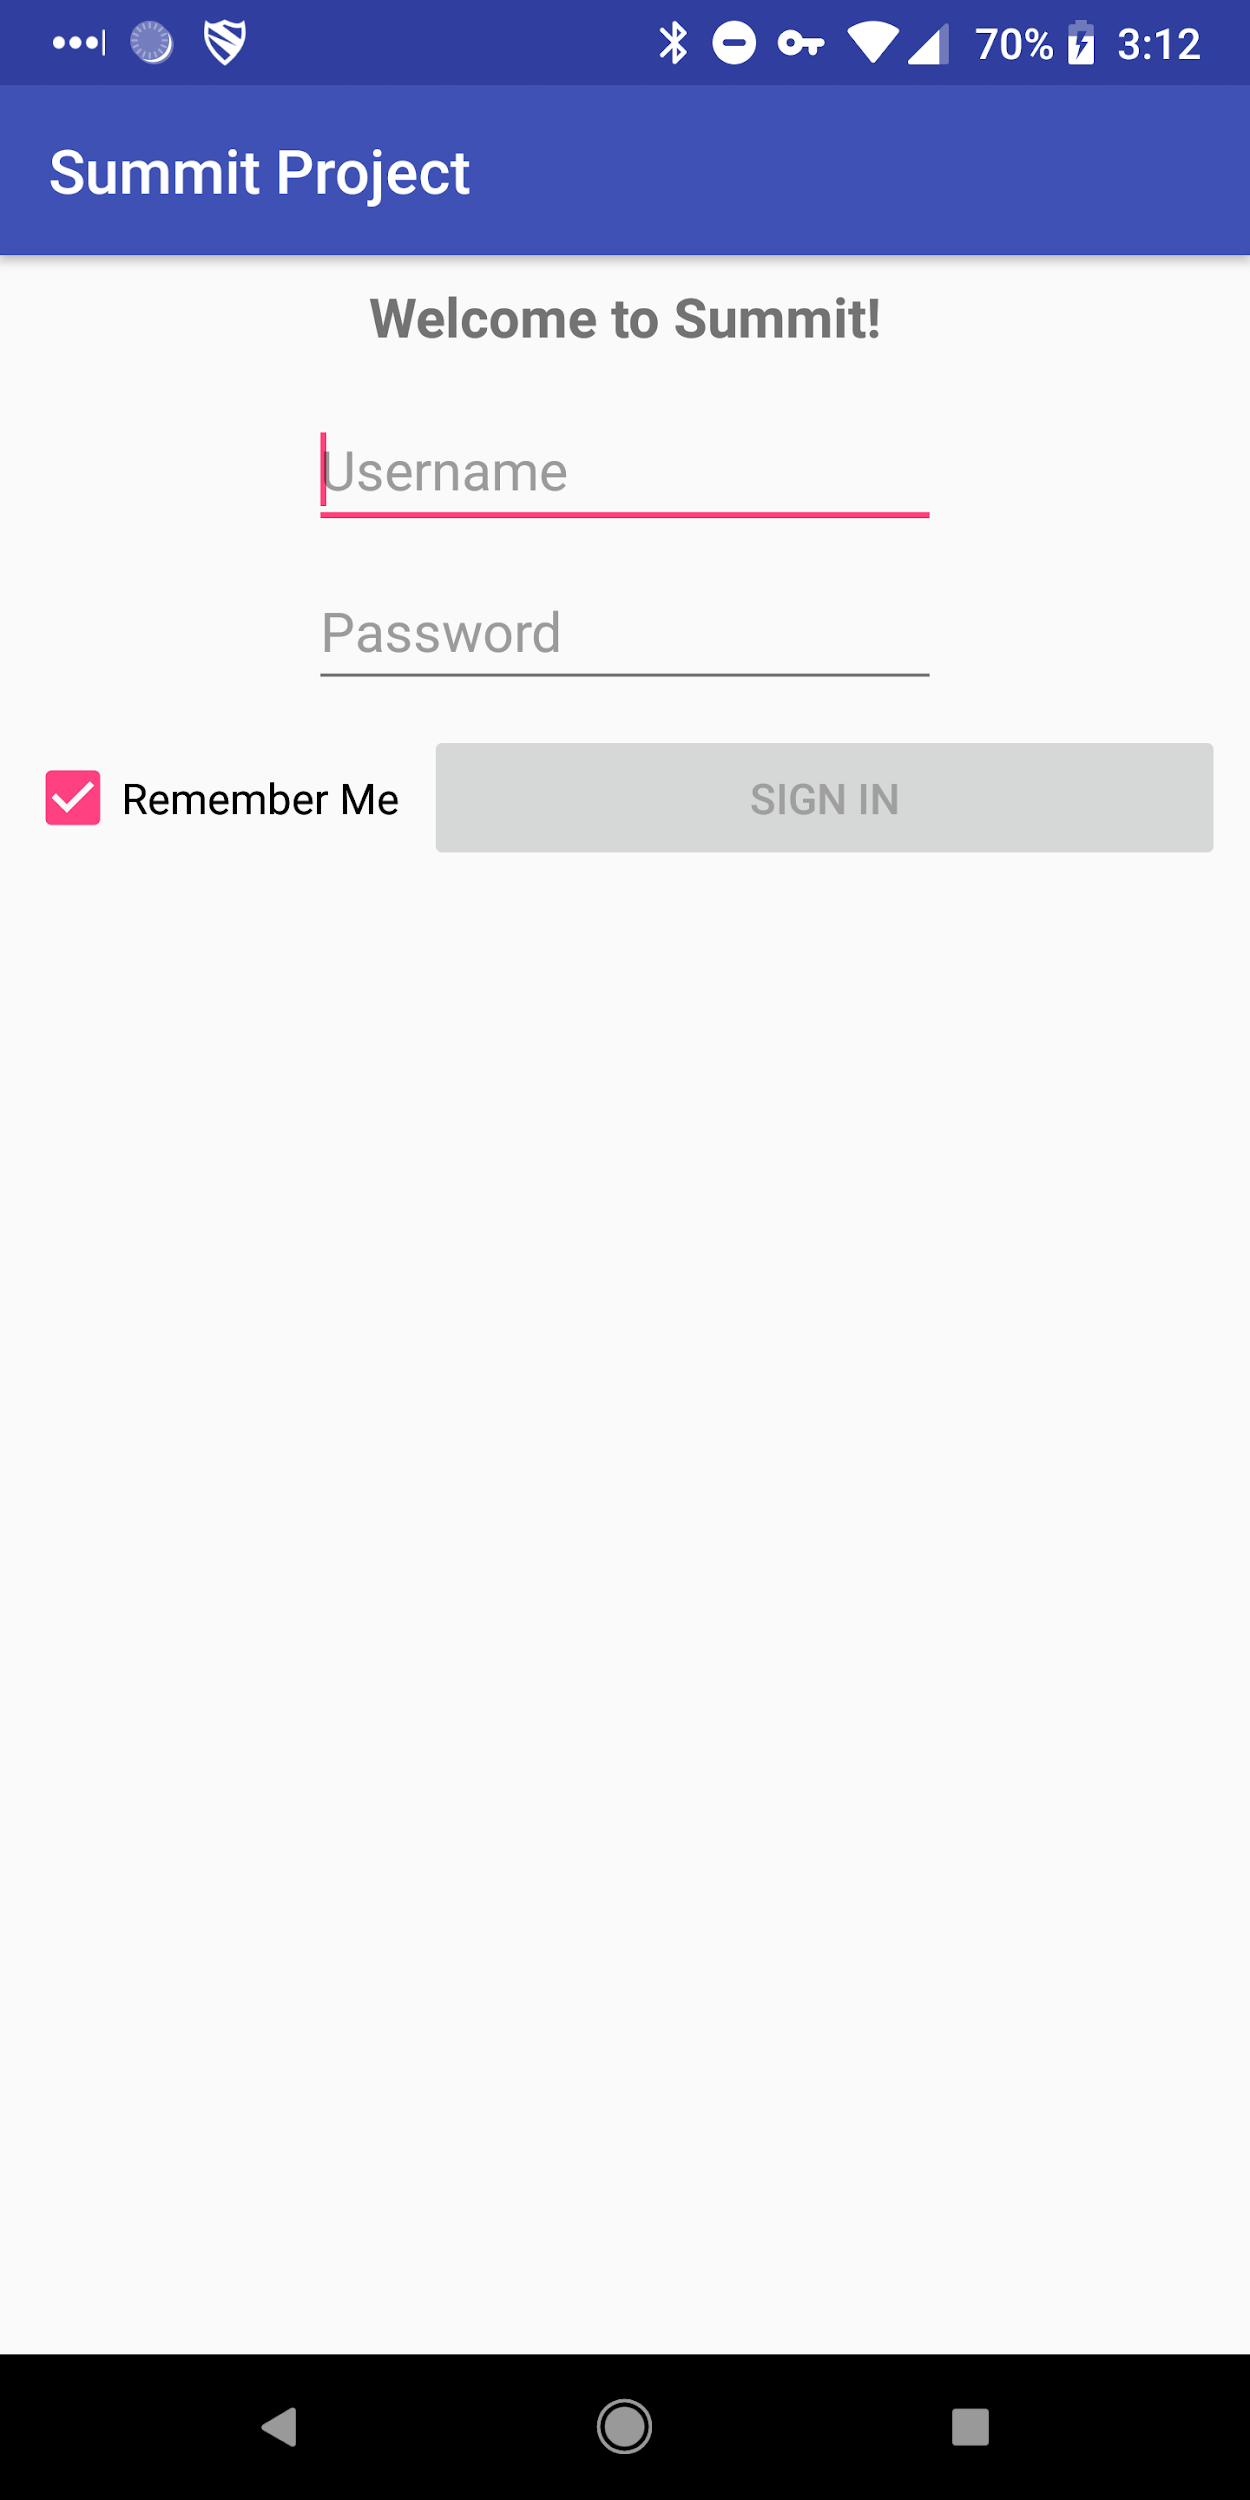 70% 3:12
Summit Project
Welcome to Summit!
Username
Password
Remember Me SIGN IN